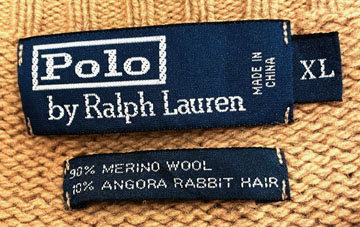 Polo
by Ralph Lauren
MADE IN
CHINA
XL
90% MERINO WOOL
10% ANGORA RABBIT HAIR